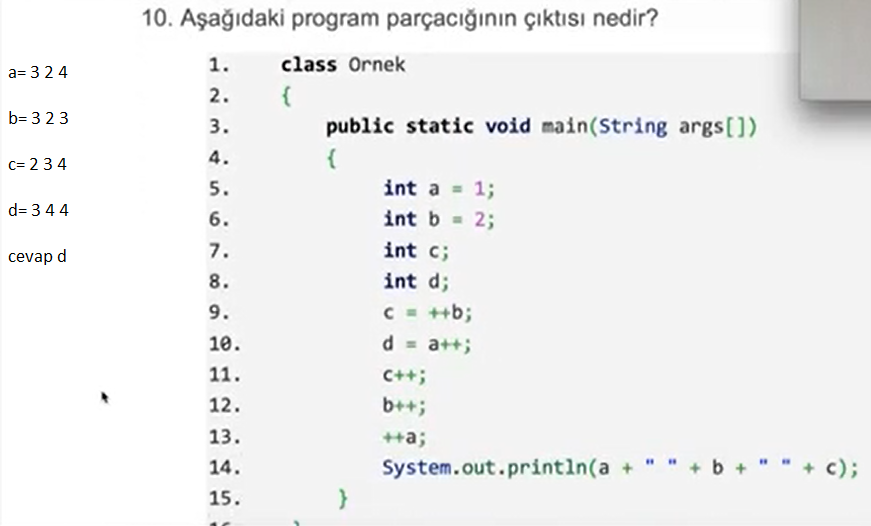 10. Aşağıdaki program parçacığının çıktısı nedir?
a= 3 2 4
b= 3 2 3
c= 2 3 4
d= 3 4 4
cevap d
1. class Ornek
2. {
3. public static void main(String args[])
4. {
5. int a = 1;
6. int b = 2;
7. int c;
8. int d;
9. c = ++b;
10. d = a++;
11. c++;
12. b++;
13. ++a;
14. System.out.println(a + " " + b + " " + c);
15. }